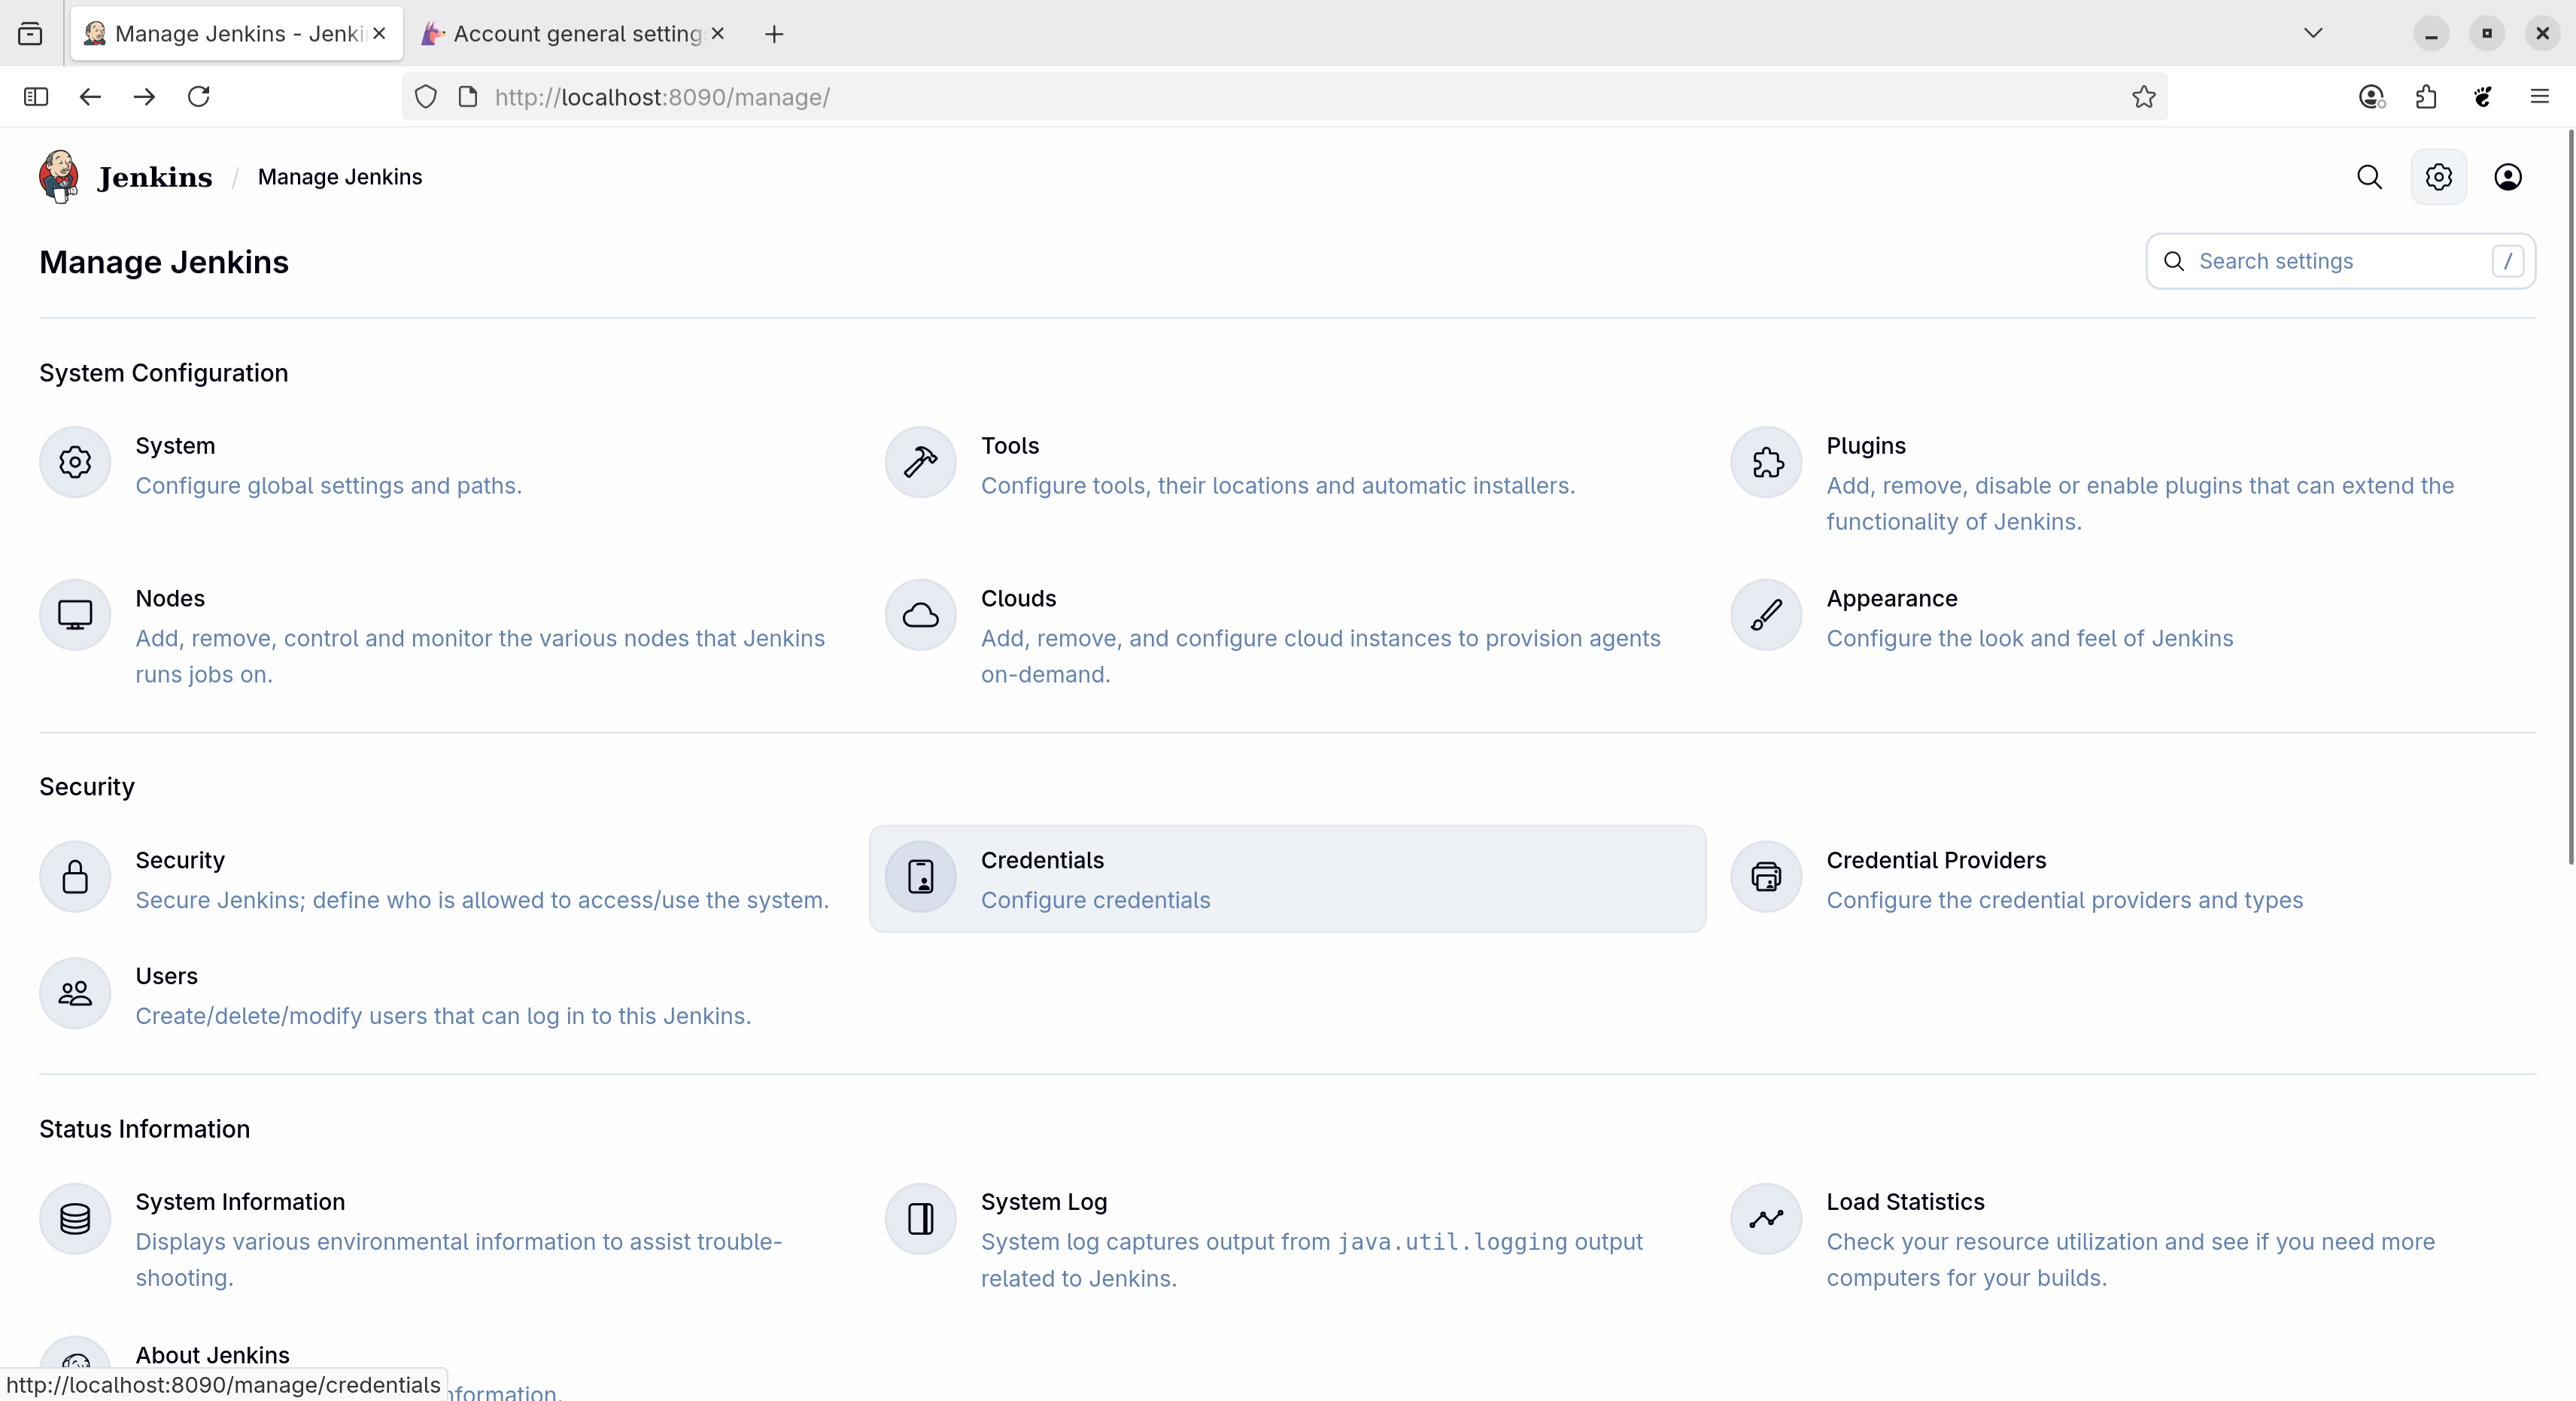 Manage Jenkins - Jenki
Account general setting
http://localhost:8090/manage/
Jenkins / Manage Jenkins
Manage Jenkins
Search settings /
System Configuration
System
Configure global settings and paths.
Tools
Configure tools, their locations and automatic installers.
Plugins
Add, remove, disable or enable plugins that can extend the
functionality of Jenkins.
Nodes
Add, remove, control and monitor the various nodes that Jenkins
runs jobs on.
Clouds
Add, remove, and configure cloud instances to provision agents
on-demand.
Appearance
Configure the look and feel of Jenkins
Security
Security
Secure Jenkins; define who is allowed to access/use the system.
Credentials
Configure credentials
Credential Providers
Configure the credential providers and types
Users
Create/delete/modify users that can log in to this Jenkins.
Status Information
System Information
Displays various environmental information to assist trouble-
shooting.
System Log
System log captures output from java.util.logging output
related to Jenkins.
Load Statistics
Check your resource utilization and see if you need more
computers for your builds.
About Jenkins
nformation.
http://localhost:8090/manage/credentials